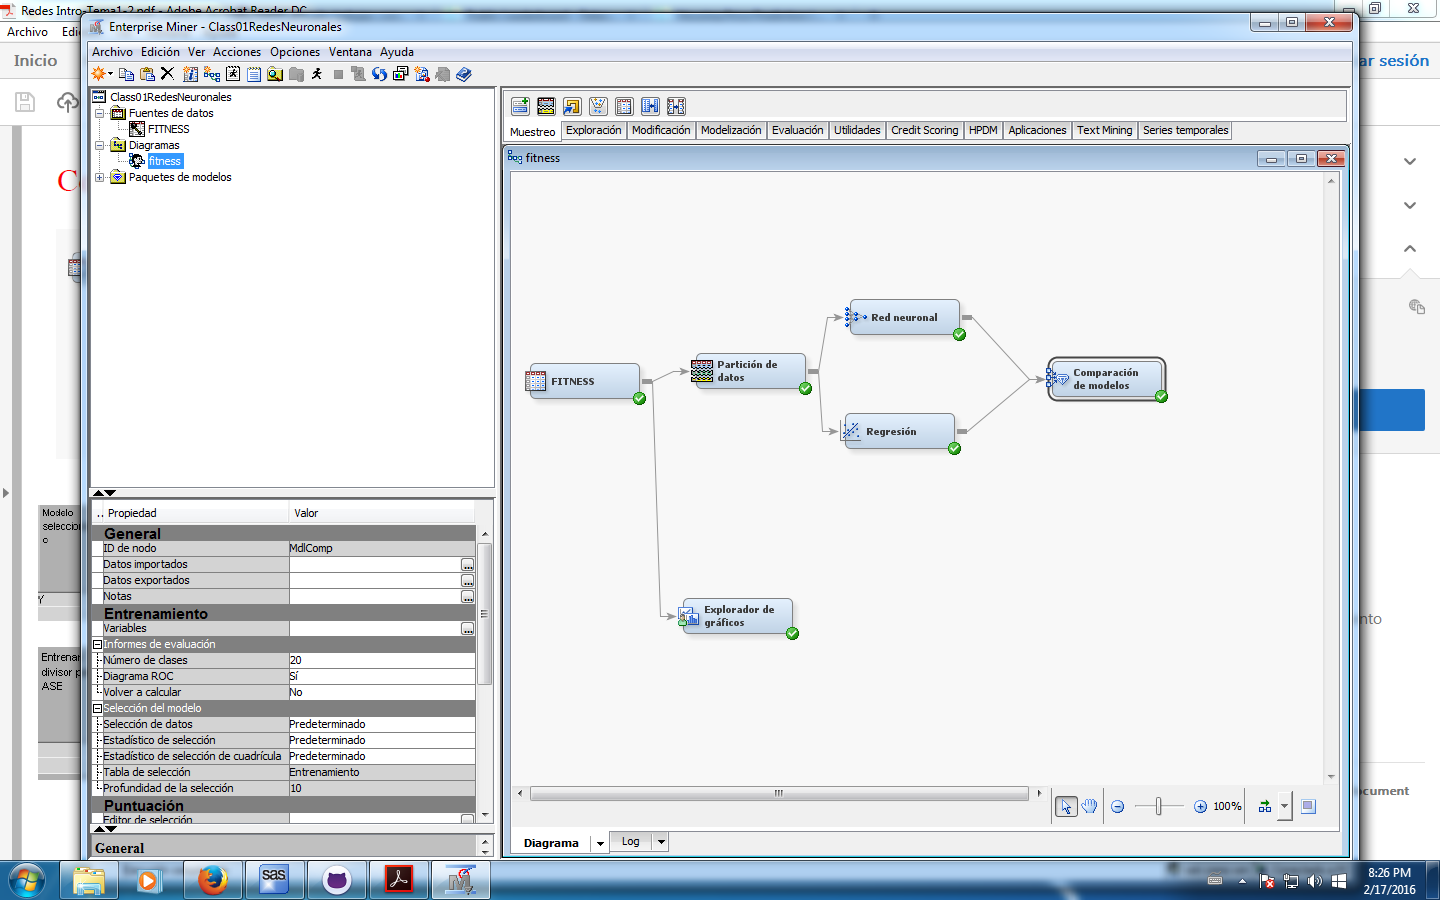 Redes Intro-Tema1-2.pdf - Adobe Acrobat Reader DC
Archivo
Inicio
ar sesión
Enterprise Miner - Class01RedesNeuronales
Archivo Edición Ver Acciones Opciones Ventana Ayuda
Class01RedesNeuronales
Fuentes de datos
FITNESS
Diagramas
fitness
Paquetes de modelos
Muestreo Exploración Modificación Modelización Evaluación Utilidades Credit Scoring HPDM Aplicaciones Text Mining Series temporales
fitness
Red neuronal
Partición de
datos
FITNESS
Comparación
de modelos
Regresión
Explorador de
gráficos
.. Propiedad Valor
General
ID de nodo MdlComp
Datos importados ...
Datos exportados ...
Notas ...
Entrenamiento
Variables ...
Informes de evaluación
Número de clases 20
Diagrama ROC Sí
Volver a calcular No
Selección del modelo
Selección de datos Predeterminado
Estadístico de selección Predeterminado
Estadístico de selección de cuadrícula Predeterminado
Tabla de selección Entrenamiento
Profundidad de la selección 10
Puntuación
Editor de selección
General
Modelo
seleccion
o
Y
Entrenar
divisor p
ASE
nto
ocument
100%
Diagrama Log
sas
8:26 PM
2/17/2016